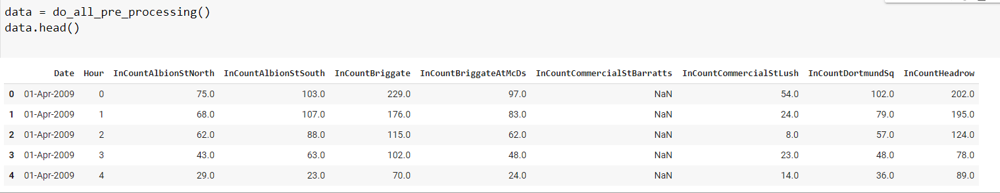 data = do_all_pre_processing()
data.head()
Date Hour InCountAlbionStNorth InCountAlbionStSouth InCountBriggate InCountBriggateAtMcDs InCountCommercialStBarratts InCountCommercialStLush InCountDortmundSq InCountHeadrow
0 01-Apr-2009 0 75.0 103.0 229.0 97.0 NaN 54.0 102.0 202.0
1 01-Apr-2009 1 68.0 107.0 176.0 83.0 NaN 24.0 79.0 195.0
2 01-Apr-2009 2 62.0 88.0 115.0 62.0 NaN 8.0 57.0 124.0
3 01-Apr-2009 3 43.0 63.0 102.0 48.0 NaN 23.0 48.0 78.0
4 01-Apr-2009 4 29.0 23.0 70.0 24.0 NaN 14.0 36.0 89.0